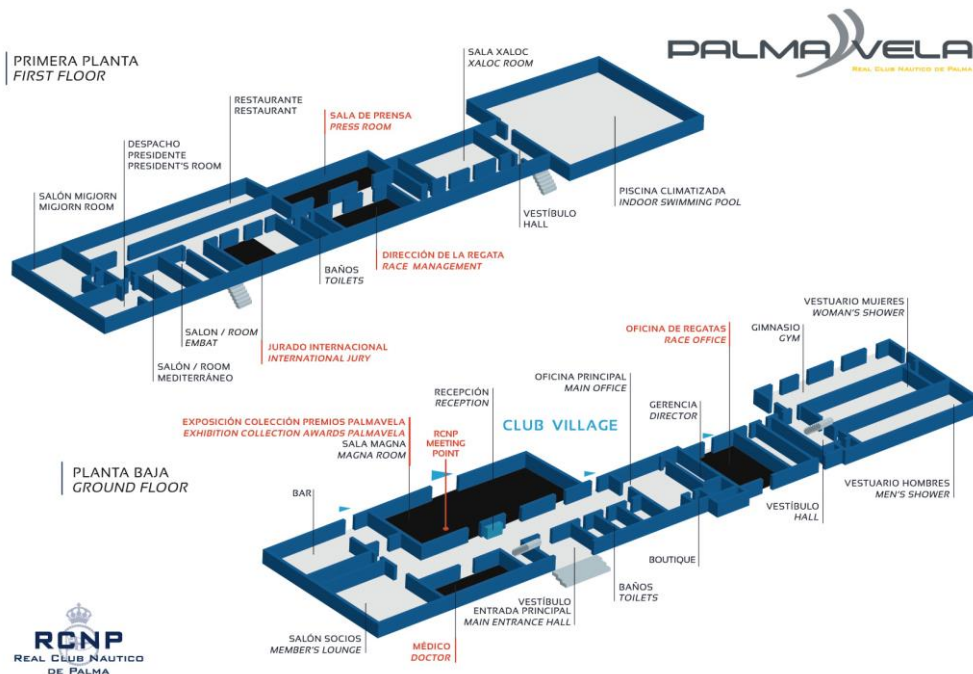 PALMAVELA
REAL CLUB NAUTICO DE PALMA
PRIMERA PLANTA
FIRST FLOOR
SALA XALOC
XALOC ROOM
RESTAURANTE
RESTAURANT
SALA DE PRENSA
PRESS ROOM
DESPACHO
PRESIDENTE
PRESIDENT'S ROOM
SALÓN MIGJORN
MIGJORN ROOM
PISCINA CLIMATIZADA
INDOOR SWIMMING POOL
VESTÍBULO
HALL
DIRECCIÓN DE LA REGATA
RACE MANAGEMENT
BAÑOS
TOILETS
SALON / ROOM
EMBAT
JURADO INTERNACIONAL
INTERNATIONAL JURY
SALÓN / ROOM
MEDITERRÁNEO
VESTUARIO MUJERES
WOMAN'S SHOWER
GIMNASIO
GYM
OFICINA DE REGATAS
RACE OFFICE
OFICINA PRINCIPAL
MAIN OFFICE
RECEPCIÓN
RECEPTION
GERENCIA
DIRECTOR
CLUB VILLAGE
EXPOSICIÓN COLECCIÓN PREMIOS PALMAVELA
EXHIBITION COLLECTION AWARDS PALMAVELA
SALA MAGNA
MAGNA ROOM
RCNP
MEETING
POINT
PLANTA BAJA
GROUND FLOOR
BAR
VESTUARIO HOMBRES
MEN'S SHOWER
VESTÍBULO
HALL
BOUTIQUE
BAÑOS
TOILETS
VESTÍBULO
ENTRADA PRINCIPAL
MAIN ENTRANCE HALL
SALÓN SOCIOS
MEMBER'S LOUNGE
MÉDICO
DOCTOR
RCNP
REAL CLUB NAUTICO
DE PALMA